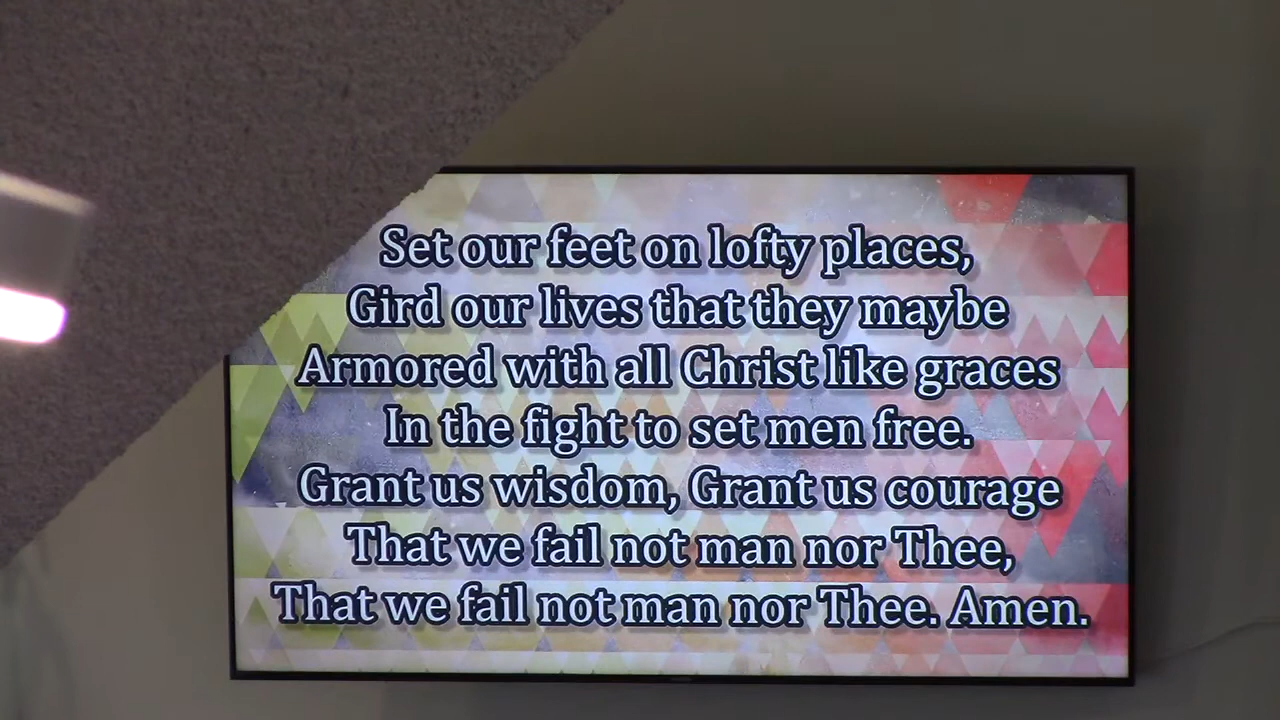 Set our feet on lofty places,
Gird our lives that they maybe
Armored with all Christ like graces
In the fight to set men free.
Grant us wisdom, Grant us courage
That we fail not man nor Thee,
That we fail not man nor Thee. Amen.